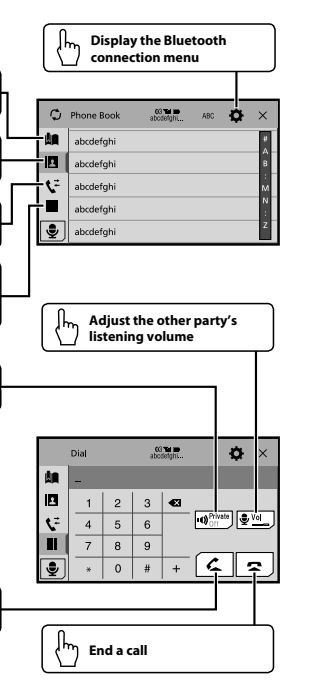 Display the Bluetooth
connection menu
Phone Book
abcdefghi...
ABC
abcdefghi
abcdefghi
abcdefghi
abcdefghi
abcdefghi
#
A
B
:
M
N
:
Z
Adjust the other party's
listening volume
Dial
abcdefghi...
_
1 2 3
4 5 6
7 8 9
* 0 # +
Private
Off
Vol
End a call